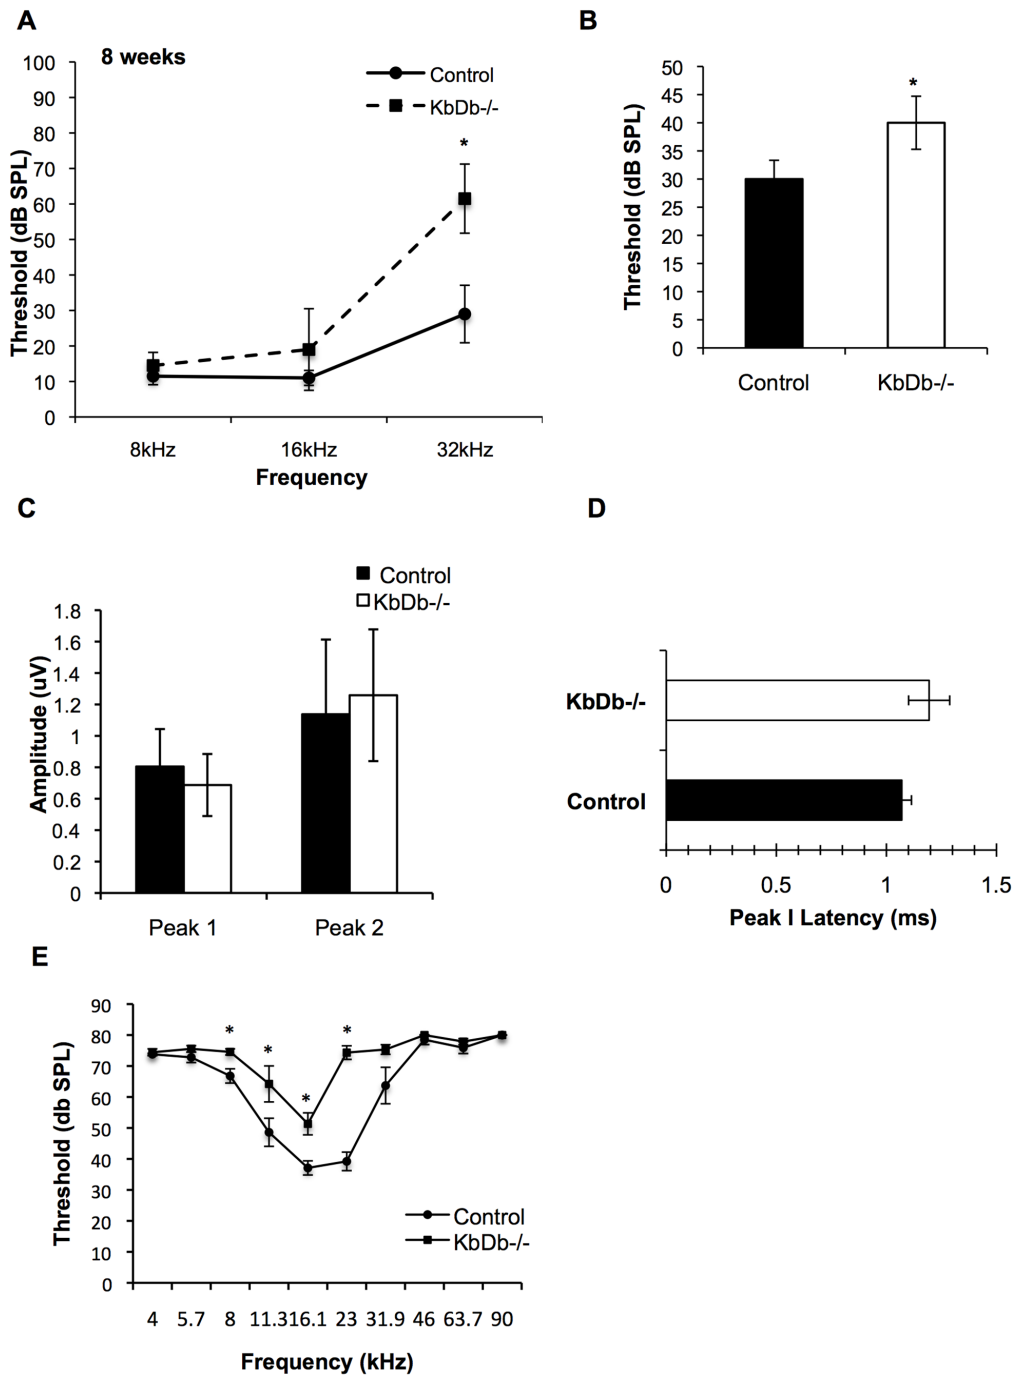 A
8 weeks
Control
KbDb-/-
100
90
80
70
60
50
40
30
20
10
0
*
Threshold (dB SPL)
8kHz 16kHz 32kHz
Frequency
B
50
45
40
35
30
25
20
15
10
5
0
*
Threshold (dB SPL)
Control KbDb-/-
C
Control
KbDb-/-
1.8
1.6
1.4
1.2
1
0.8
0.6
0.4
0.2
0
Amplitude (uV)
Peak 1 Peak 2
D
KbDb-/-
Control
0 0.5 1 1.5
Peak I Latency (ms)
E
90
80
70
60
50
40
30
20
10
0
* * * *
Threshold (db SPL)
Control
KbDb-/-
4 5.7 8 11.3 16.1 23 31.9 46 63.7 90
Frequency (kHz)